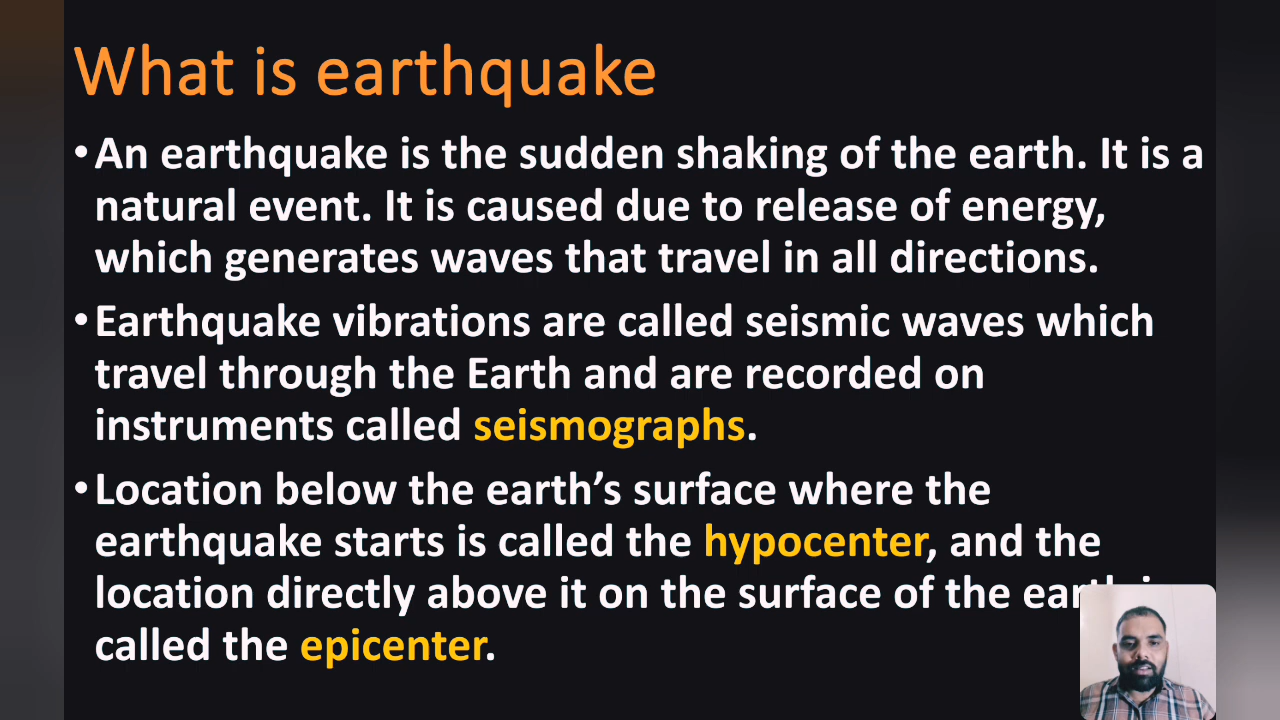 What is earthquake
•An earthquake is the sudden shaking of the earth. It is a
natural event. It is caused due to release of energy,
which generates waves that travel in all directions.
•Earthquake vibrations are called seismic waves which
travel through the Earth and are recorded on
instruments called seismographs.
•Location below the earth’s surface where the
earthquake starts is called the hypocenter, and the
location directly above it on the surface of the earth is
called the epicenter.